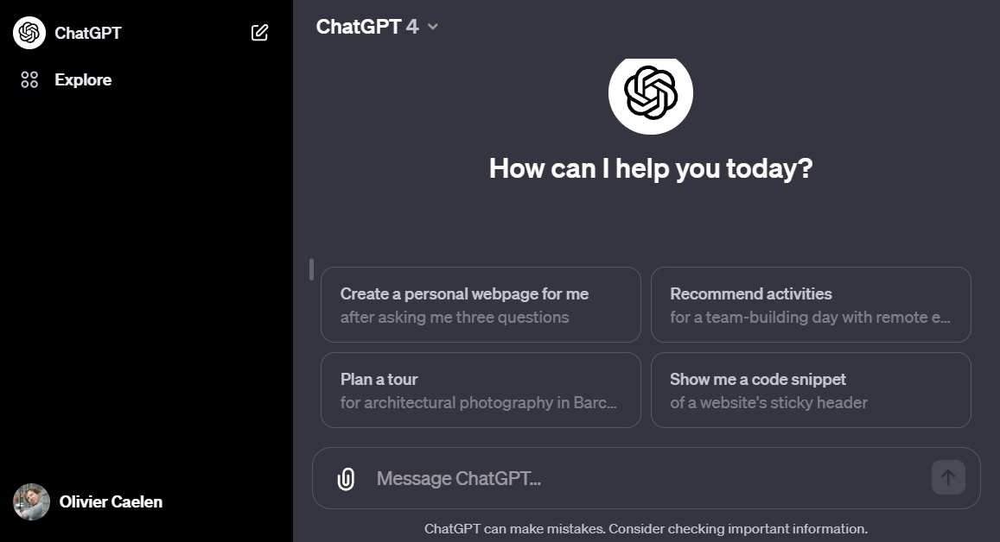 ChatGPT
Explore
Olivier Caelen
ChatGPT 4
How can I help you today?
Create a personal webpage for me
after asking me three questions
Recommend activities
for a team-building day with remote e...
Plan a tour
for architectural photography in Barc...
Show me a code snippet
of a website's sticky header
Message ChatGPT...
ChatGPT can make mistakes. Consider checking important information.